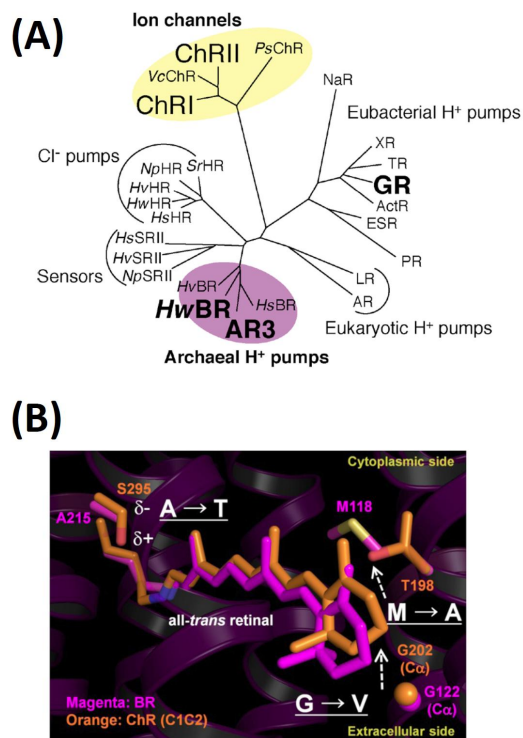 (A)
Ion channels
ChRII
PsChR
VcChR
ChRI
NaR
Eubacterial H⁺ pumps
XR
TR
GR
ActR
ESR
PR
Cl⁻ pumps
SrHR
NpHR
HvHR
HwHR
HsHR
HsSRII
HvSRII
NpSRII
Sensors
LR
AR
Eukaryotic H⁺ pumps
HvBR
HsBR
HwBR
AR3
Archaeal H⁺ pumps
(B)
Cytoplasmic side
S295
A215
δ-
A → T
δ+
M118
T198
M → A
all-trans retinal
G202
(Cα)
G122
(Cα)
G → V
Magenta: BR
Orange: ChR (C1C2)
Extracellular side